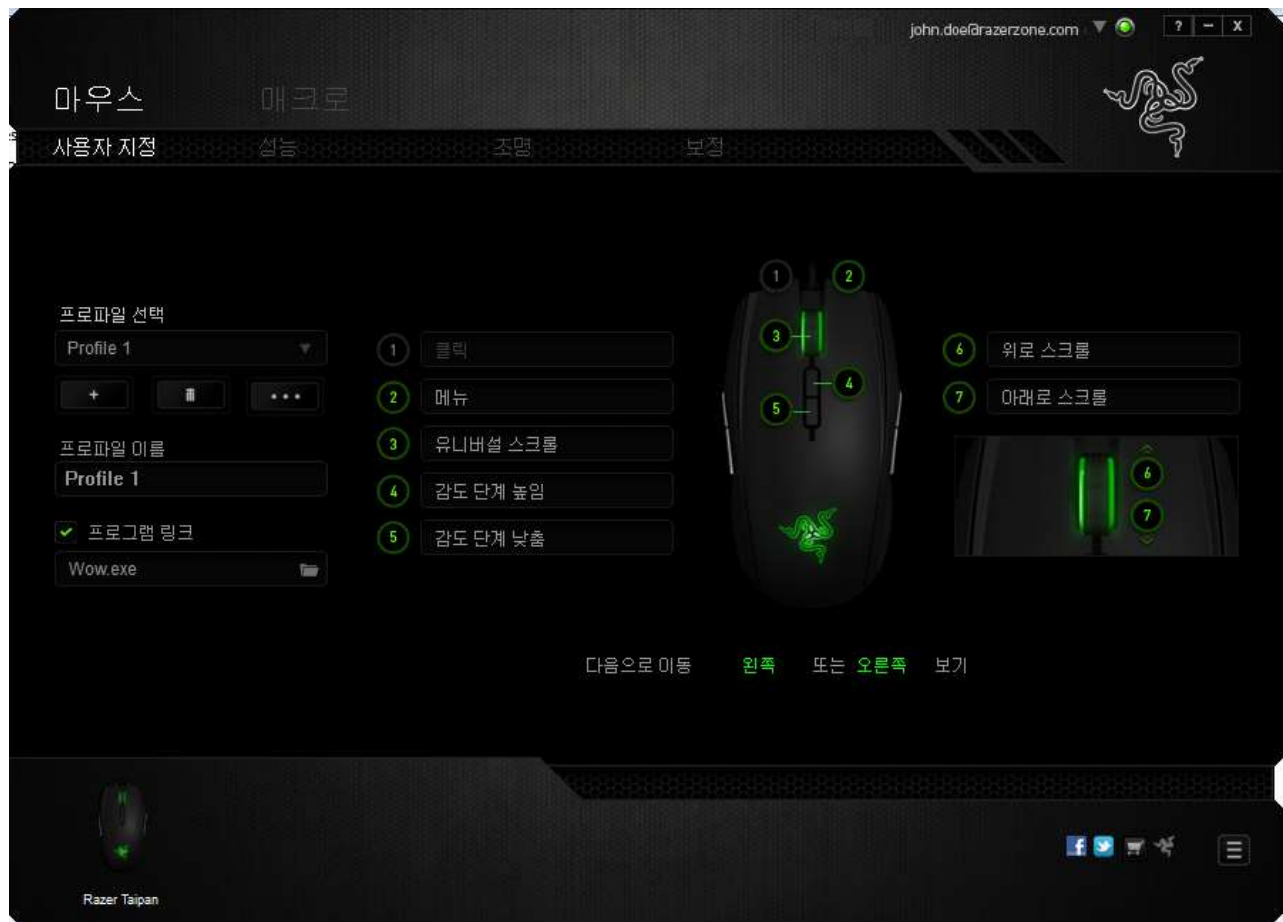 john.doe@razerzone.com
? − X
마우스 매크로
사용자 지정 성능 조명 보정
프로파일 선택
Profile 1
+
프로파일 이름
Profile 1
프로그램 링크
Wow.exe
1 클릭
2 메뉴
3 유니버설 스크롤
4 감도 단계 높임
5 감도 단계 낮춤
1 2
3
4
5
6 위로 스크롤
7 아래로 스크롤
6
7
다음으로 이동 왼쪽 또는 오른쪽 보기
Razer Taipan